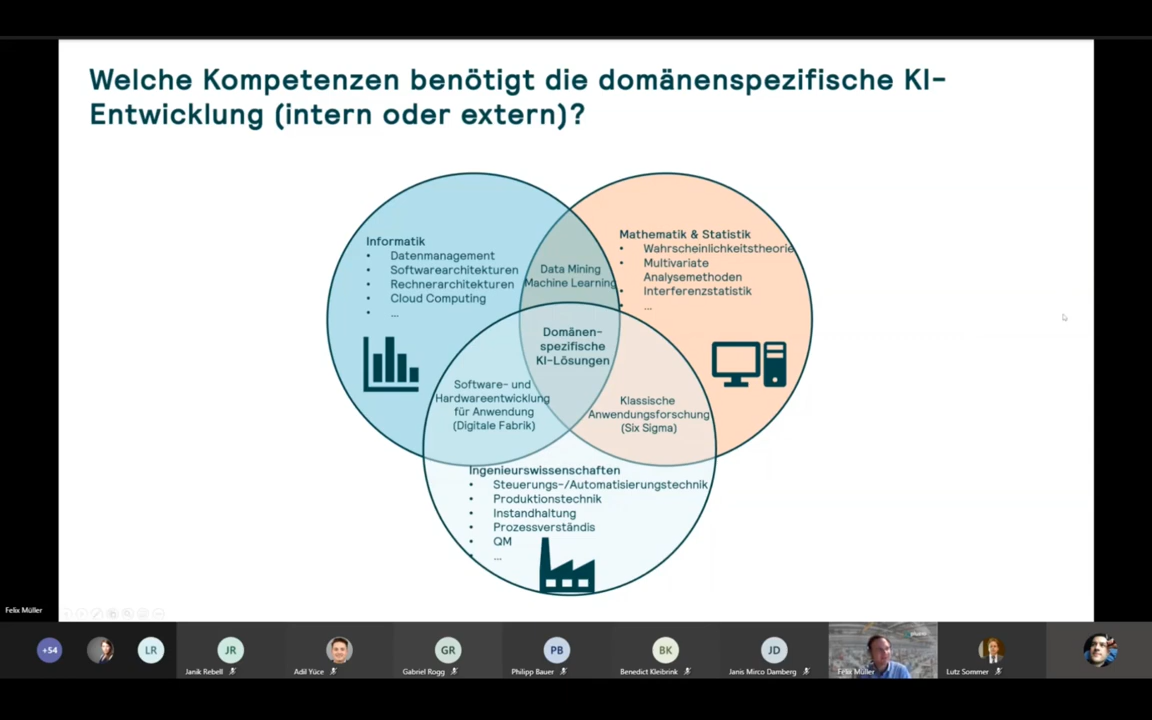 Welche Kompetenzen benötigt die domänenspezifische KI-
Entwicklung (intern oder extern)?
Informatik
• Datenmanagement
• Softwarearchitekturen
• Rechnerarchitekturen
• Cloud Computing
• ...
Data Mining
Machine Learning
Mathematik & Statistik
• Wahrscheinlichkeitstheorie
• Multivariate
Analysemethoden
• Interferenzstatistik
• ...
Domänen-
spezifische
KI-Lösungen
Software- und
Hardwareentwicklung
für Anwendung
(Digitale Fabrik)
Klassische
Anwendungsforschung
(Six Sigma)
Ingenieurswissenschaften
• Steuerungs-/Automatisierungstechnik
• Produktionstechnik
• Instandhaltung
• Prozessverständis
• QM
• ...
Felix Müller
+54
LR
JR
Janik Rebell
Adil Yüce
GR
Gabriel Rogg
PB
Philipp Bauer
BK
Benedict Kleibrink
JD
Janis Mirco Damberg
Felix Müller
Lutz Sommer